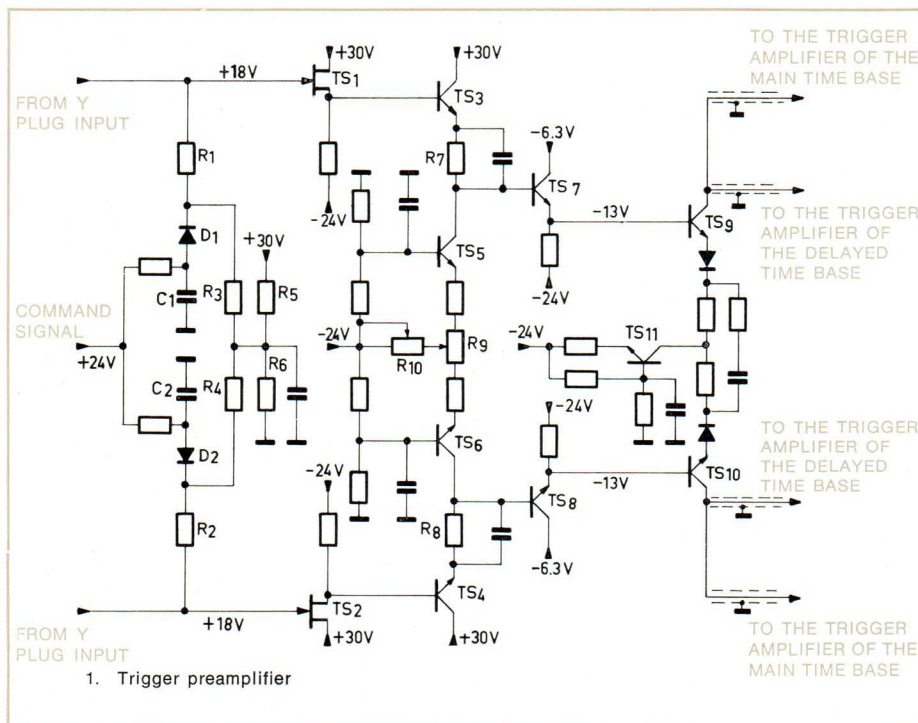 TO THE TRIGGER
AMPLIFIER OF THE
MAIN TIME BASE
+30V
+30V
+18V
TS1
TS3
FROM Y
PLUG INPUT
R1
R7
-6.3V
-24V
TS7
-13V
TS9
TO THE TRIGGER
AMPLIFIER OF
THE DELAYED
TIME BASE
D1
+30V
TS5
-24V
C1
R3
R5
COMMAND
SIGNAL
+24V
-24V
R10
R9
-24V
TS11
C2
R4
R6
-24V
D2
TS6
TO THE TRIGGER
AMPLIFIER OF
THE DELAYED
TIME BASE
-24V
-13V
TS10
R2
R8
TS8
-6.3V
TS2
TS4
+18V
+30V
+30V
FROM Y
PLUG INPUT
TO THE TRIGGER
AMPLIFIER OF THE
MAIN TIME BASE
1. Trigger preamplifier